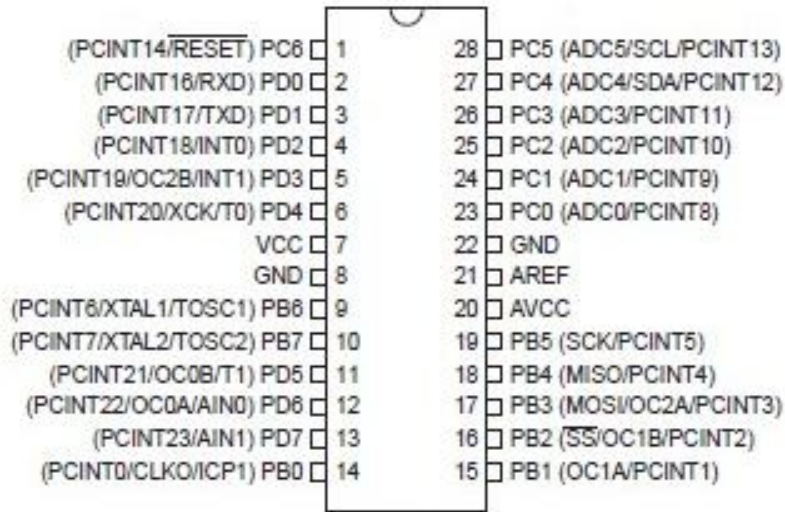 (PCINT14/RESET) PC6 1 28 PC5 (ADC5/SCL/PCINT13)
(PCINT16/RXD) PD0 2 27 PC4 (ADC4/SDA/PCINT12)
(PCINT17/TXD) PD1 3 26 PC3 (ADC3/PCINT11)
(PCINT18/INT0) PD2 4 25 PC2 (ADC2/PCINT10)
(PCINT19/OC2B/INT1) PD3 5 24 PC1 (ADC1/PCINT9)
(PCINT20/XCK/T0) PD4 6 23 PC0 (ADC0/PCINT8)
VCC 7 22 GND
GND 8 21 AREF
(PCINT6/XTAL1/TOSC1) PB6 9 20 AVCC
(PCINT7/XTAL2/TOSC2) PB7 10 19 PB5 (SCK/PCINT5)
(PCINT21/OC0B/T1) PD5 11 18 PB4 (MISO/PCINT4)
(PCINT22/OC0A/AIN0) PD6 12 17 PB3 (MOSI/OC2A/PCINT3)
(PCINT23/AIN1) PD7 13 16 PB2 (SS/OC1B/PCINT2)
(PCINT0/CLKO/ICP1) PB0 14 15 PB1 (OC1A/PCINT1)